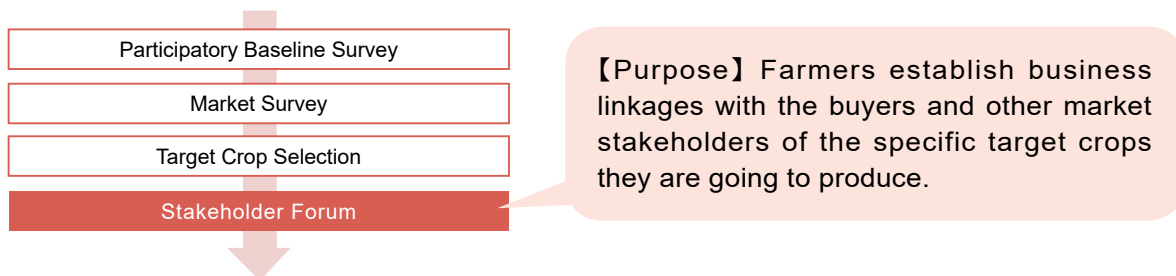 Participatory Baseline Survey
Market Survey
Target Crop Selection
Stakeholder Forum
【Purpose】Farmers establish business
linkages with the buyers and other market
stakeholders of the specific target crops
they are going to produce.